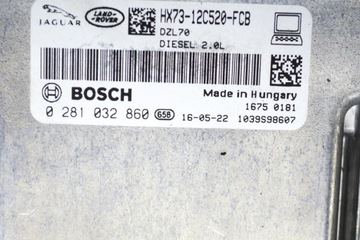 JAGUAR
LAND-ROVER
HX73-12C520-FCB
DZL70
DIESEL 2.0L
BOSCH
Made in Hungary
1675 0181
0 281 032 860 65B 16-05-22 1039S98607